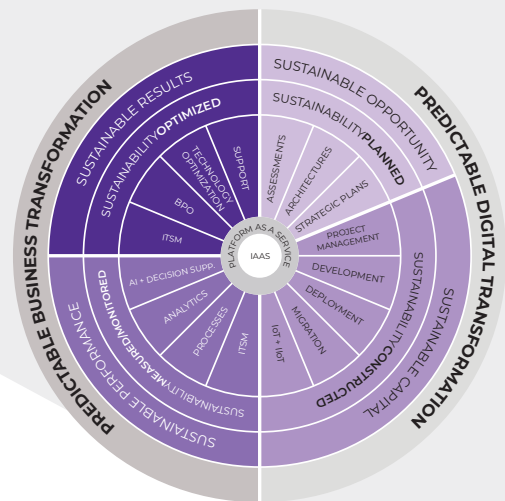 PREDICTABLE BUSINESS TRANSFORMATION
PREDICTABLE DIGITAL TRANSFORMATION
SUSTAINABLE RESULTS
SUSTAINABILITYOPTIMIZED
ITSM
BPO
TECHNOLOGY
OPTIMIZATION
SUPPORT
SUSTAINABLE OPPORTUNITY
SUSTAINABILITYPLANNED
ASSESSMENTS
ARCHITECTURES
STRATEGIC PLANS
SUSTAINABLE CAPITAL
SUSTAINABILITYCONSTRUCTED
PROJECT
MANAGEMENT
DEVELOPMENT
DEPLOYMENT
MIGRATION
IoT + IIoT
SUSTAINABLE PERFORMANCE
SUSTAINABILITYMEASURED/MONITORED
ITSM
PROCESSES
ANALYTICS
AI + DECISION SUPP.
PLATFORM AS A SERVICE
IAAS